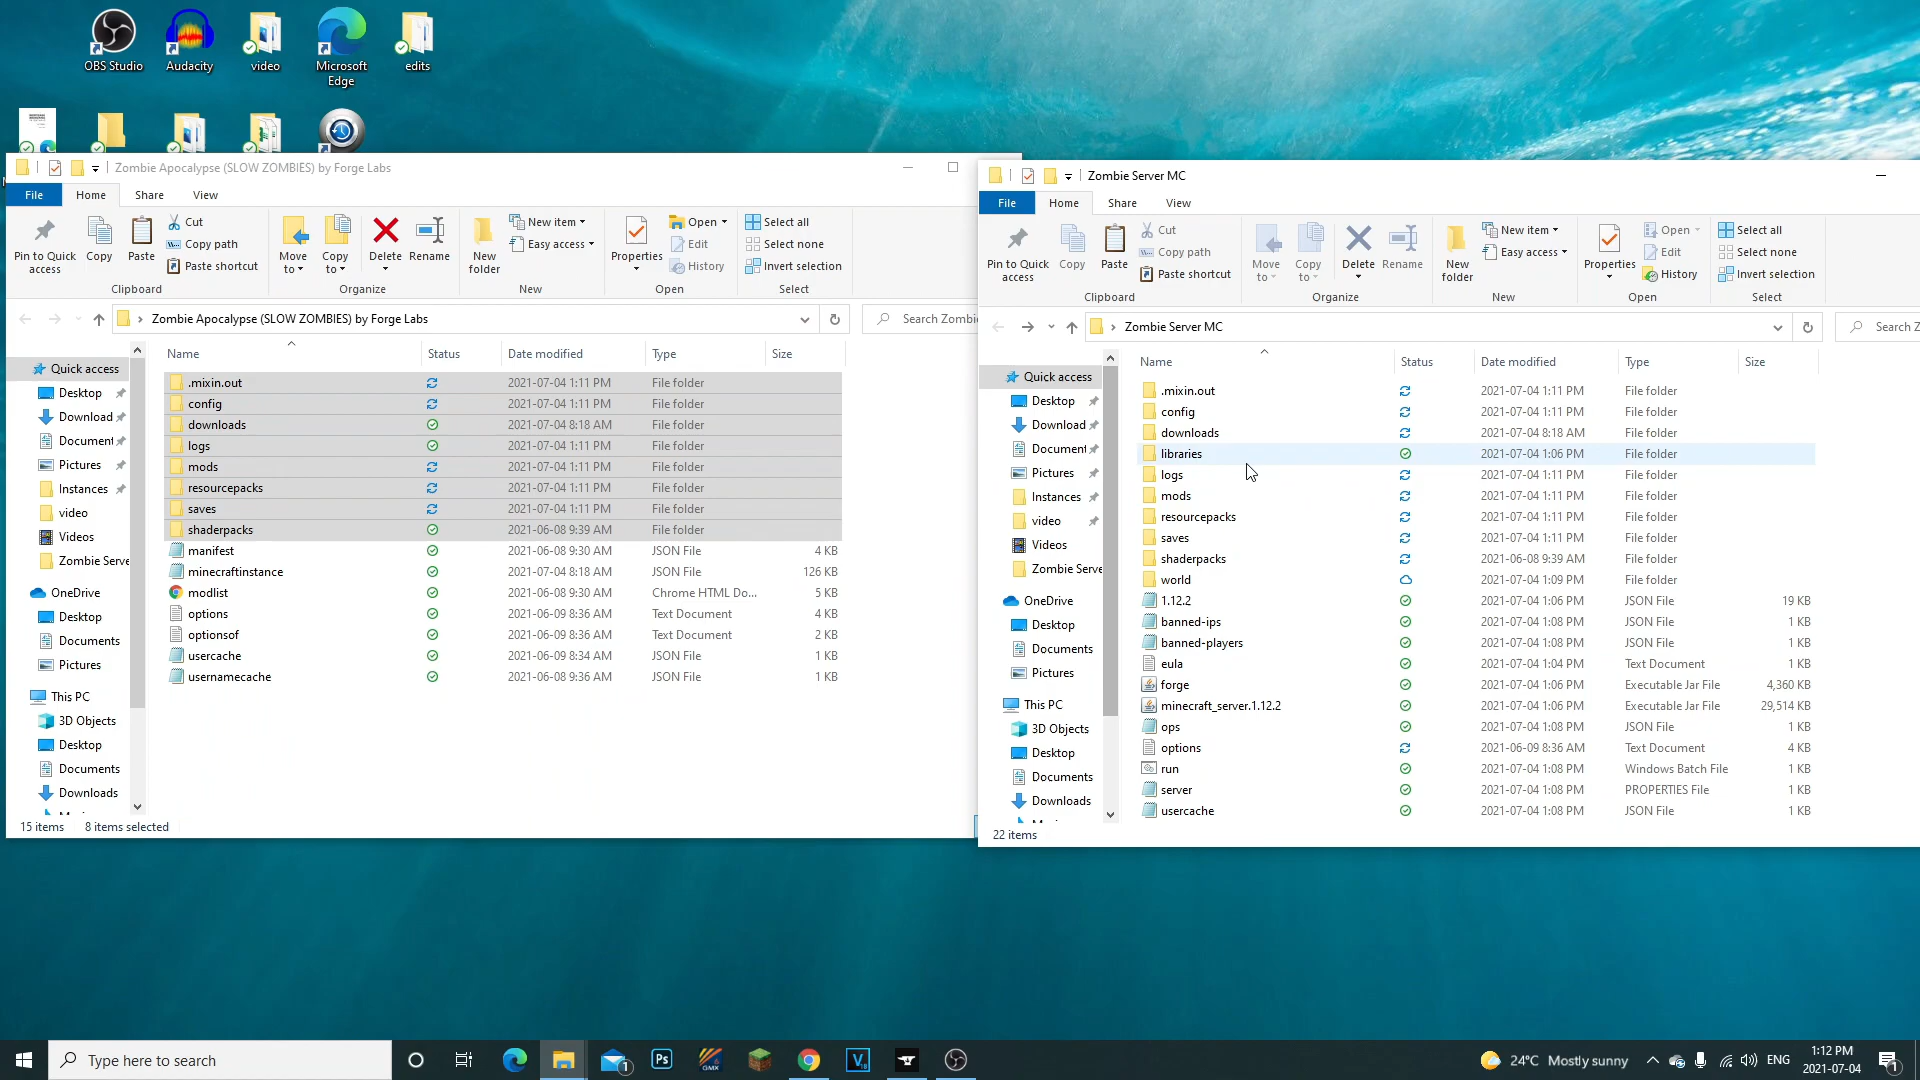 OBS Studio
Audacity
video
Microsoft
Edge
edits
Zombie Apocalypse (SLOW ZOMBIES) by Forge Labs
File Home Share View
Pin to Quick
access
Copy
Paste
Cut
Copy path
Paste shortcut
Clipboard
Move
to
Copy
to
Delete
Rename
Organize
New
folder
New item
Easy access
New
Properties
Open
Edit
History
Open
Select all
Select none
Invert selection
Select
Zombie Apocalypse (SLOW ZOMBIES) by Forge Labs
Search Zombi
Quick access
Desktop
Download
Document
Pictures
Instances
video
Videos
Zombie Serve
OneDrive
Desktop
Documents
Pictures
This PC
3D Objects
Desktop
Documents
Downloads
Name Status Date modified Type Size
.mixin.out 2021-07-04 1:11 PM File folder
config 2021-07-04 1:11 PM File folder
downloads 2021-07-04 8:18 AM File folder
logs 2021-07-04 1:11 PM File folder
mods 2021-07-04 1:11 PM File folder
resourcepacks 2021-07-04 1:11 PM File folder
saves 2021-07-04 1:11 PM File folder
shaderpacks 2021-06-08 9:39 AM File folder
manifest 2021-06-08 9:30 AM JSON File 4 KB
minecraftinstance 2021-07-04 8:18 AM JSON File 126 KB
modlist 2021-06-08 9:30 AM Chrome HTML Do... 5 KB
options 2021-06-09 8:36 AM Text Document 4 KB
optionsof 2021-06-09 8:36 AM Text Document 2 KB
usercache 2021-06-09 8:34 AM JSON File 1 KB
usernamecache 2021-06-08 9:36 AM JSON File 1 KB
15 items 8 items selected
Zombie Server MC
File Home Share View
Pin to Quick
access
Copy
Paste
Cut
Copy path
Paste shortcut
Clipboard
Move
to
Copy
to
Delete
Rename
Organize
New
folder
New item
Easy access
New
Properties
Open
Edit
History
Open
Select all
Select none
Invert selection
Select
Zombie Server MC
Search Z
Quick access
Desktop
Download
Document
Pictures
Instances
video
Videos
Zombie Serve
OneDrive
Desktop
Documents
Pictures
This PC
3D Objects
Desktop
Documents
Downloads
Name Status Date modified Type Size
.mixin.out 2021-07-04 1:11 PM File folder
config 2021-07-04 1:11 PM File folder
downloads 2021-07-04 8:18 AM File folder
libraries 2021-07-04 1:06 PM File folder
logs 2021-07-04 1:11 PM File folder
mods 2021-07-04 1:11 PM File folder
resourcepacks 2021-07-04 1:11 PM File folder
saves 2021-07-04 1:11 PM File folder
shaderpacks 2021-06-08 9:39 AM File folder
world 2021-07-04 1:09 PM File folder
1.12.2 2021-07-04 1:06 PM JSON File 19 KB
banned-ips 2021-07-04 1:08 PM JSON File 1 KB
banned-players 2021-07-04 1:08 PM JSON File 1 KB
eula 2021-07-04 1:04 PM Text Document 1 KB
forge 2021-07-04 1:06 PM Executable Jar File 4,360 KB
minecraft_server.1.12.2 2021-07-04 1:06 PM Executable Jar File 29,514 KB
ops 2021-07-04 1:08 PM JSON File 1 KB
options 2021-06-09 8:36 AM Text Document 4 KB
run 2021-07-04 1:08 PM Windows Batch File 1 KB
server 2021-07-04 1:08 PM PROPERTIES File 1 KB
usercache 2021-07-04 1:08 PM JSON File 1 KB
22 items
Type here to search
1
Ps
GMX
24°C Mostly sunny
ENG
1:12 PM
2021-07-04
1